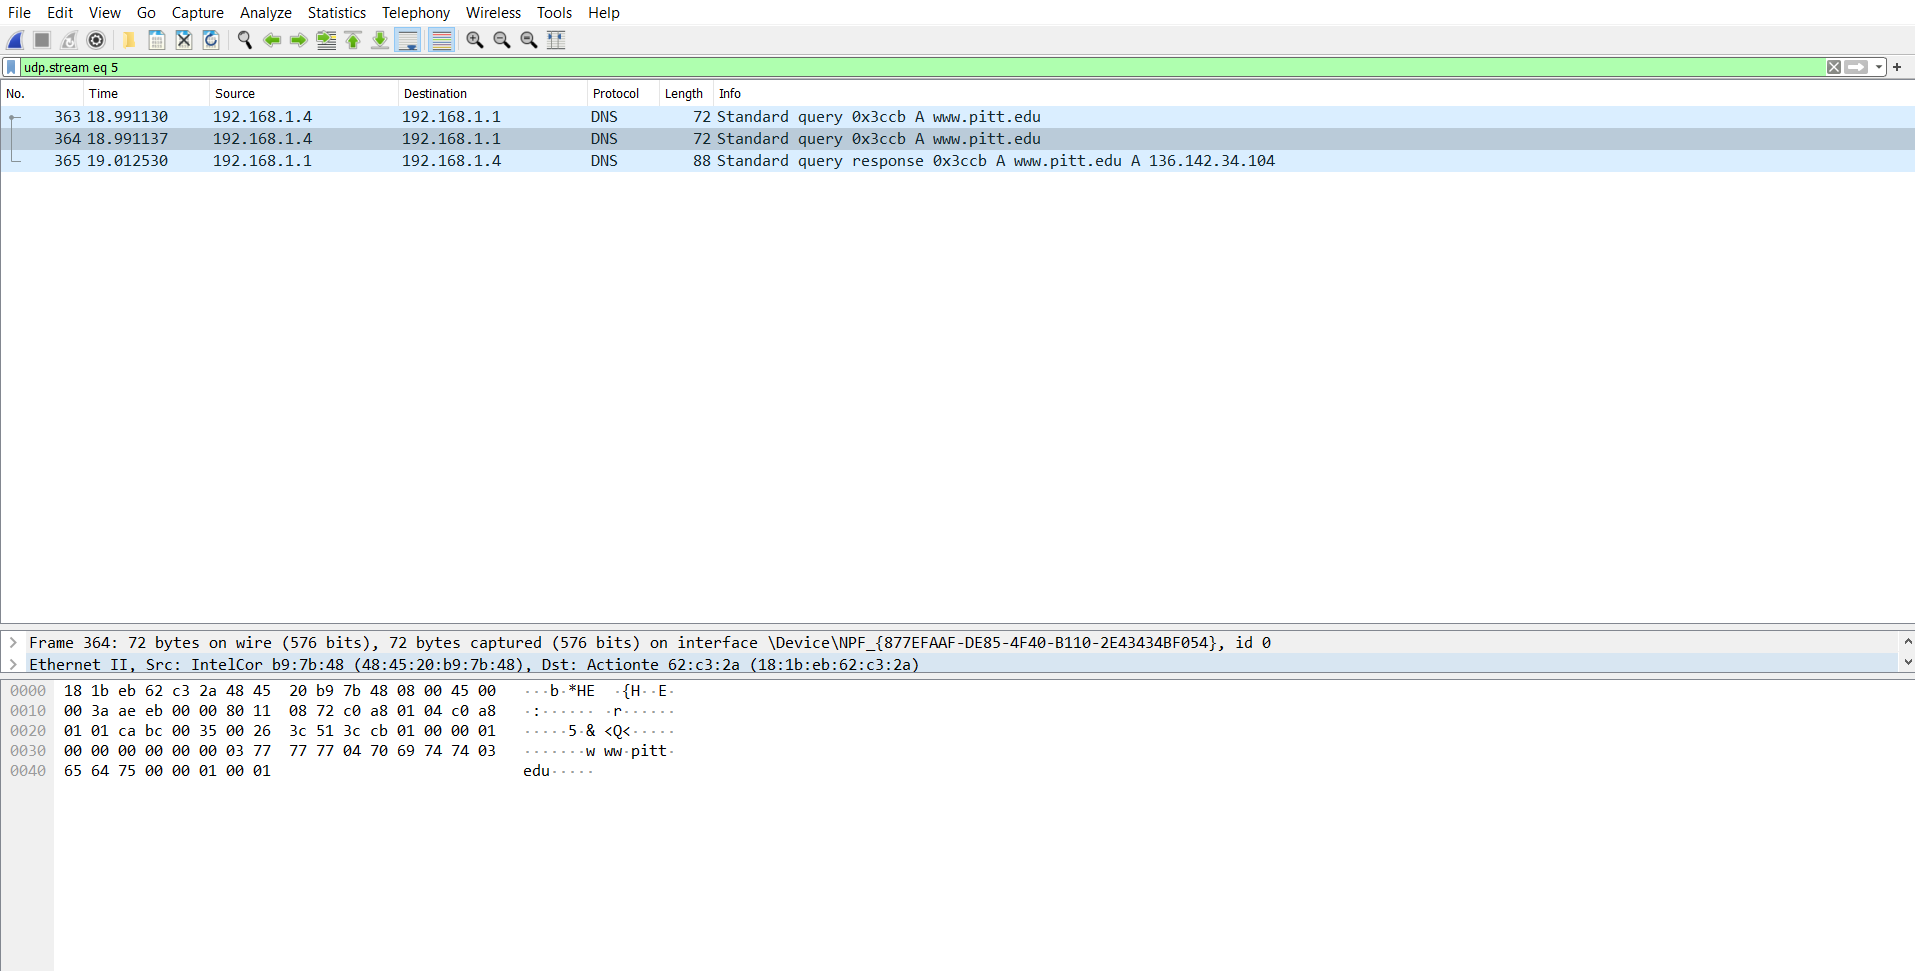 File Edit View Go Capture Analyze Statistics Telephony Wireless Tools Help
udp.stream eq 5
No. Time Source Destination Protocol Length Info
363 18.991130 192.168.1.4 192.168.1.1 DNS 72 Standard query 0x3ccb A www.pitt.edu
364 18.991137 192.168.1.4 192.168.1.1 DNS 72 Standard query 0x3ccb A www.pitt.edu
365 19.012530 192.168.1.1 192.168.1.4 DNS 88 Standard query response 0x3ccb A www.pitt.edu A 136.142.34.104
Frame 364: 72 bytes on wire (576 bits), 72 bytes captured (576 bits) on interface \Device\NPF_{877EFAAF-DE85-4F40-B110-2E43434BF054}, id 0
Ethernet II, Src: IntelCor b9:7b:48 (48:45:20:b9:7b:48), Dst: Actionte 62:c3:2a (18:1b:eb:62:c3:2a)
0000 18 1b eb 62 c3 2a 48 45 20 b9 7b 48 08 00 45 00 ···b·*HE ·{H··E·
0010 00 3a ae eb 00 00 80 11 08 72 c0 a8 01 04 c0 a8 ·:······ ·r······
0020 01 01 ca bc 00 35 00 26 3c 51 3c cb 01 00 00 01 ·····5·& <Q<·····
0030 00 00 00 00 00 00 03 77 77 77 04 70 69 74 74 03 ·······w ww·pitt·
0040 65 64 75 00 00 01 00 01 edu·····